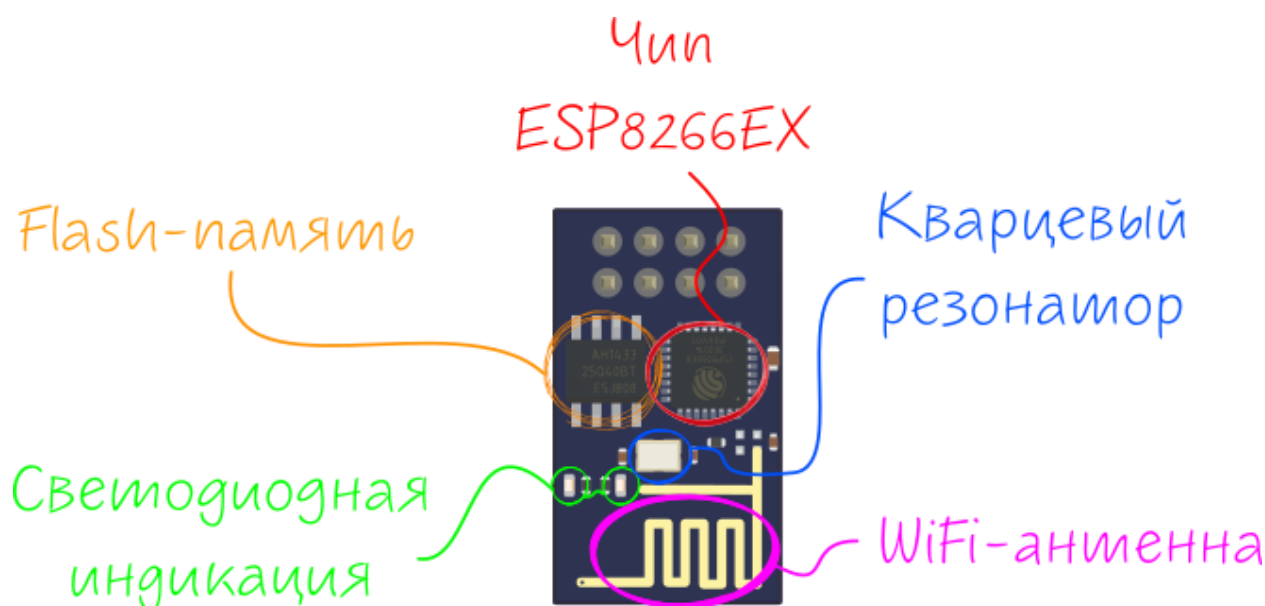 Чип
ESP8266EX
Flash-память
Кварцевый
резонатор
AH1433
25Q40BT
ESJ808
Светодиодная
индикация
WiFi-антенна